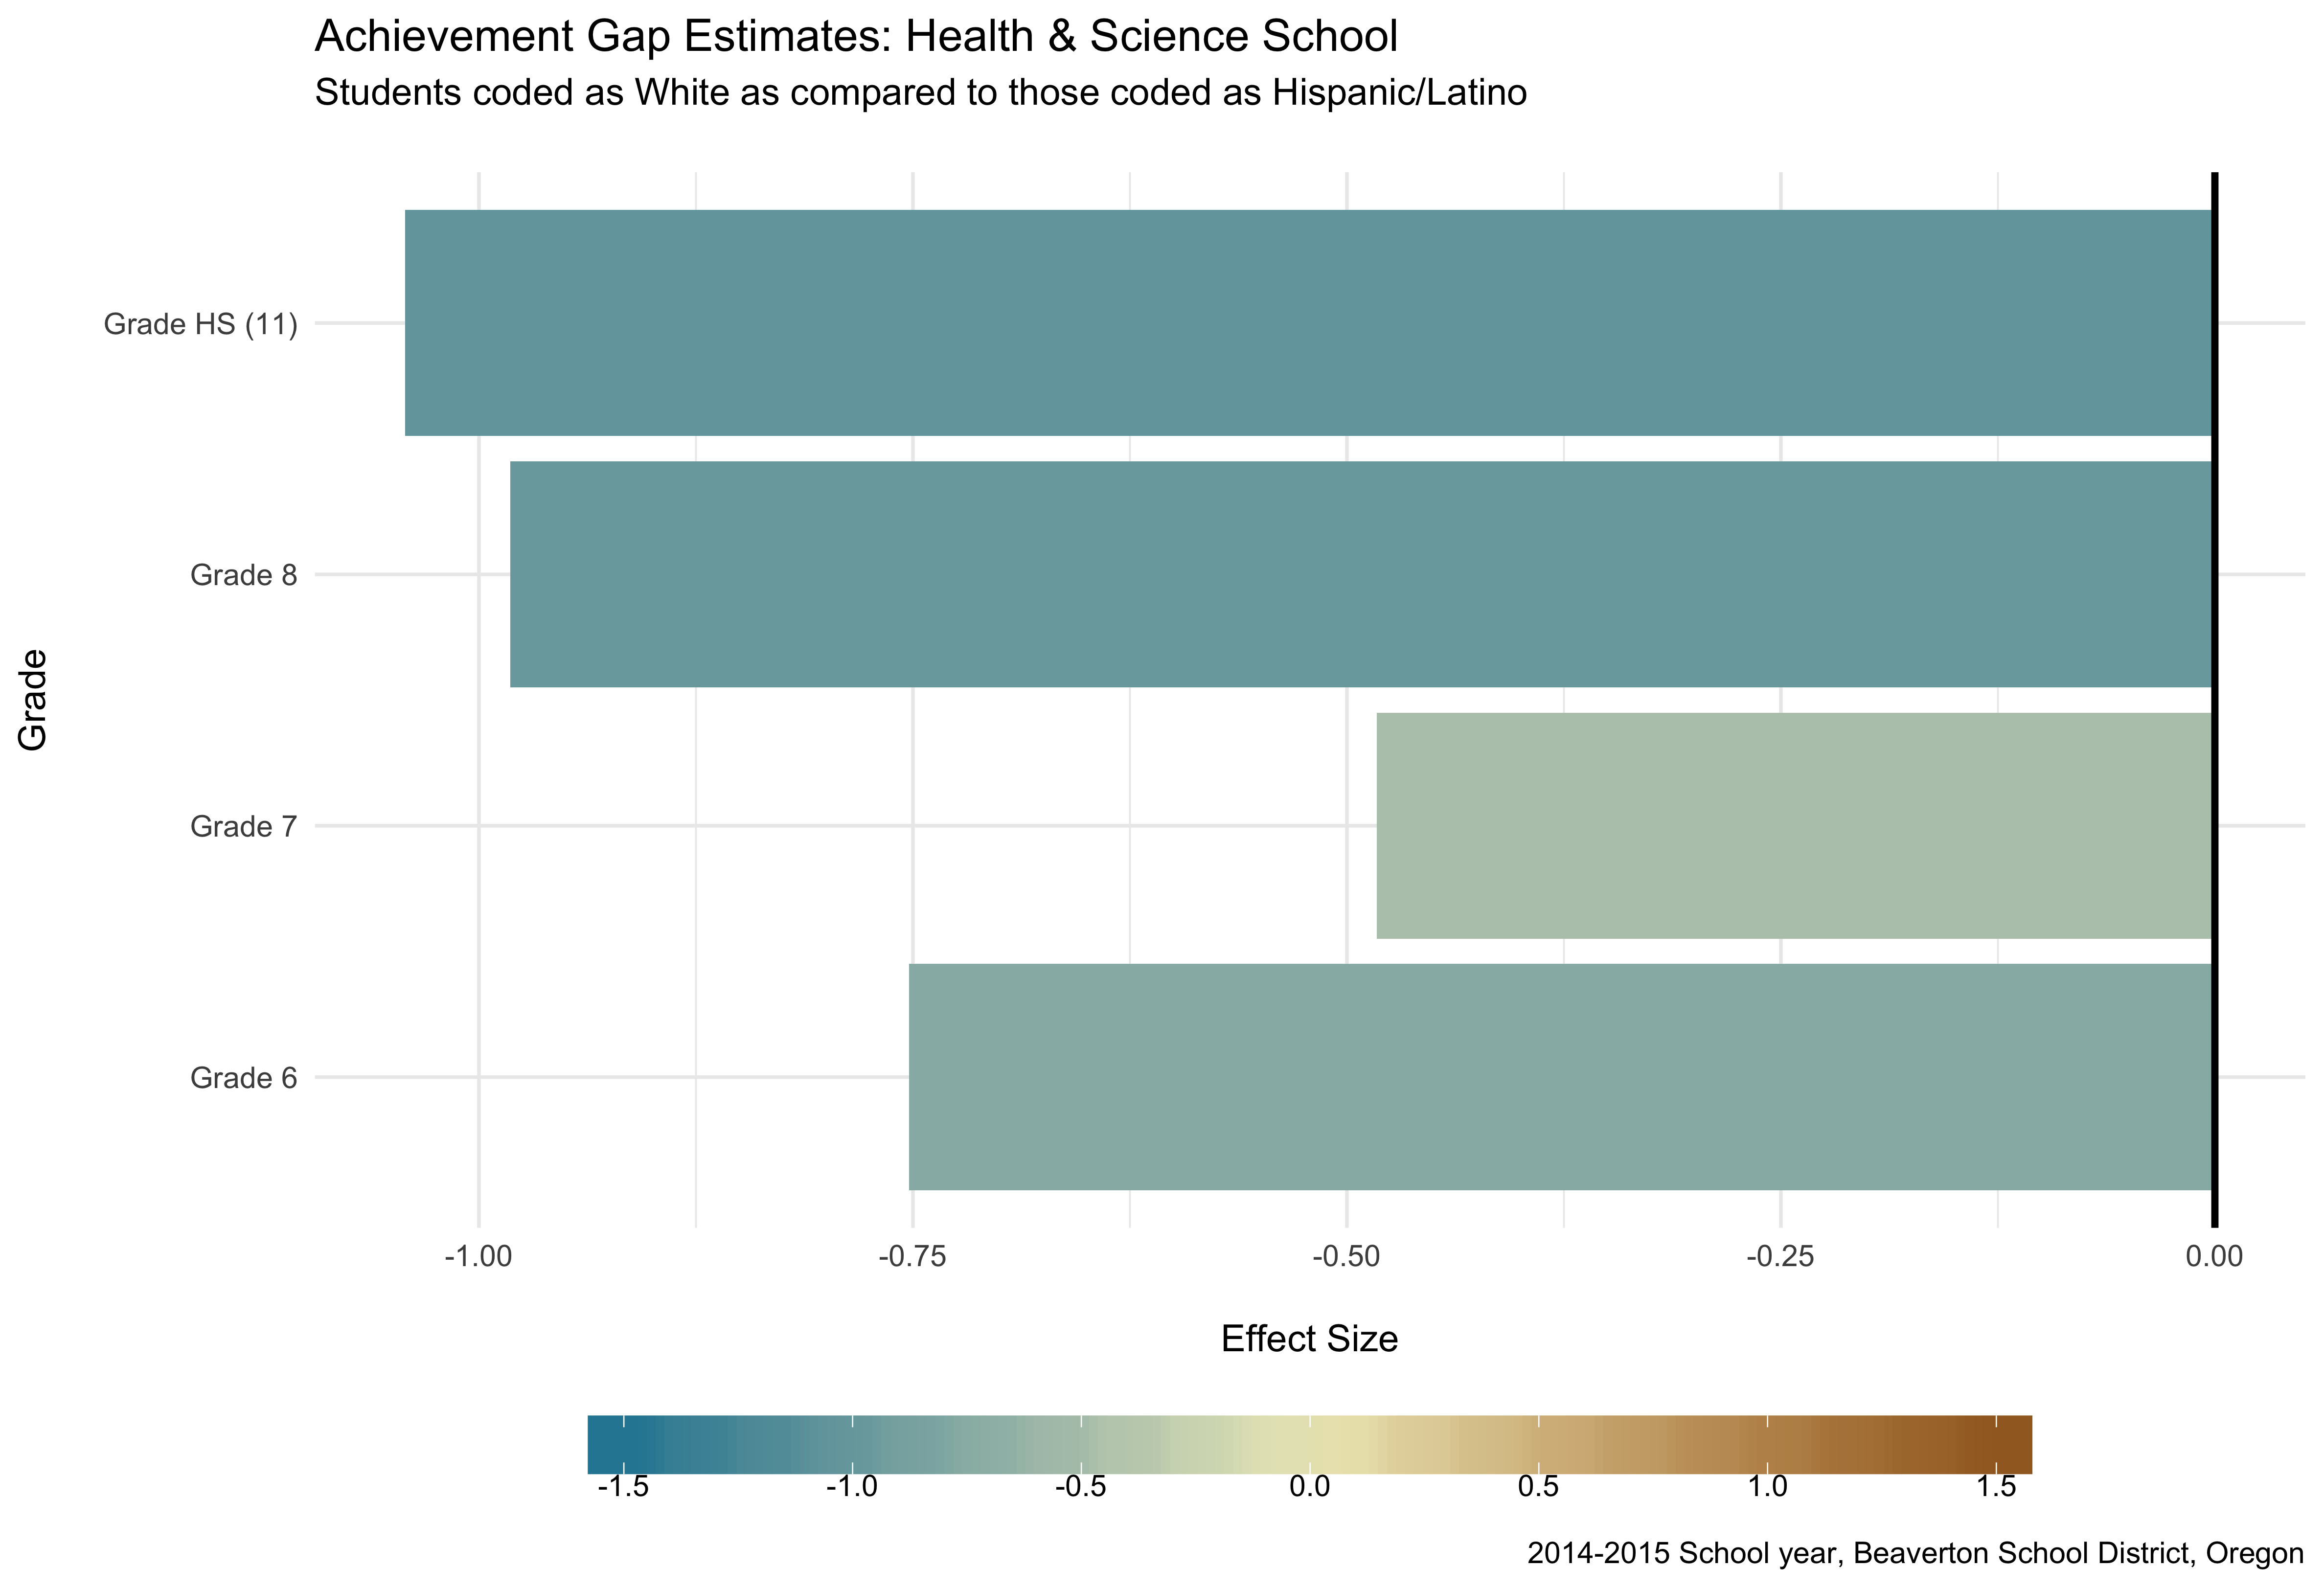 Achievement Gap Estimates: Health & Science School
Students coded as White as compared to those coded as Hispanic/Latino
Grade
Grade HS (11)
Grade 8
Grade 7
Grade 6
-1.00 -0.75 -0.50 -0.25 0.00
Effect Size
-1.5 -1.0 -0.5 0.0 0.5 1.0 1.5
2014-2015 School year, Beaverton School District, Oregon